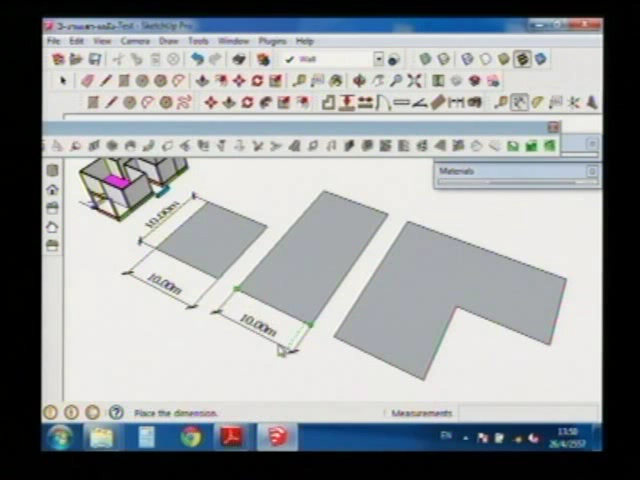 -Test - SketchUp Pro
File Edit View Camera Draw Tools Window Plugins Help
Wall
Materials
10.00m
10.00m
10.00m
Place the dimension.
Measurements
EN
13:50
26/4/2557